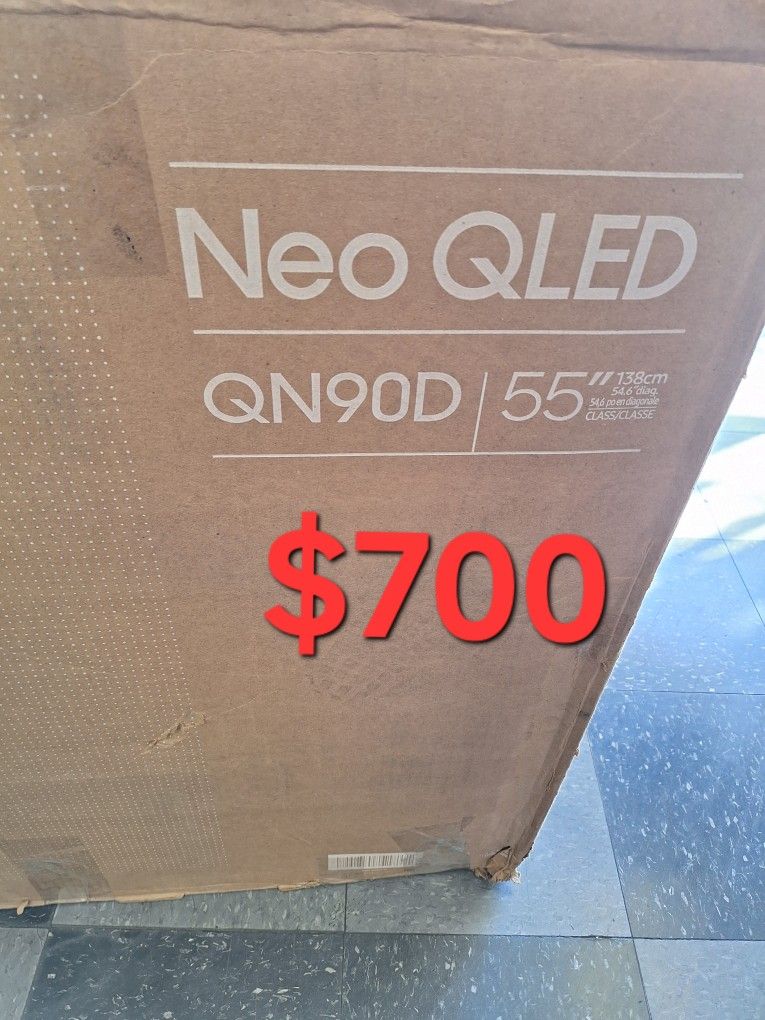 Neo QLED
QN90D 55" 138cm
54.6" diag.
54,6 po en diagonale
CLASS/CLASSE
$700